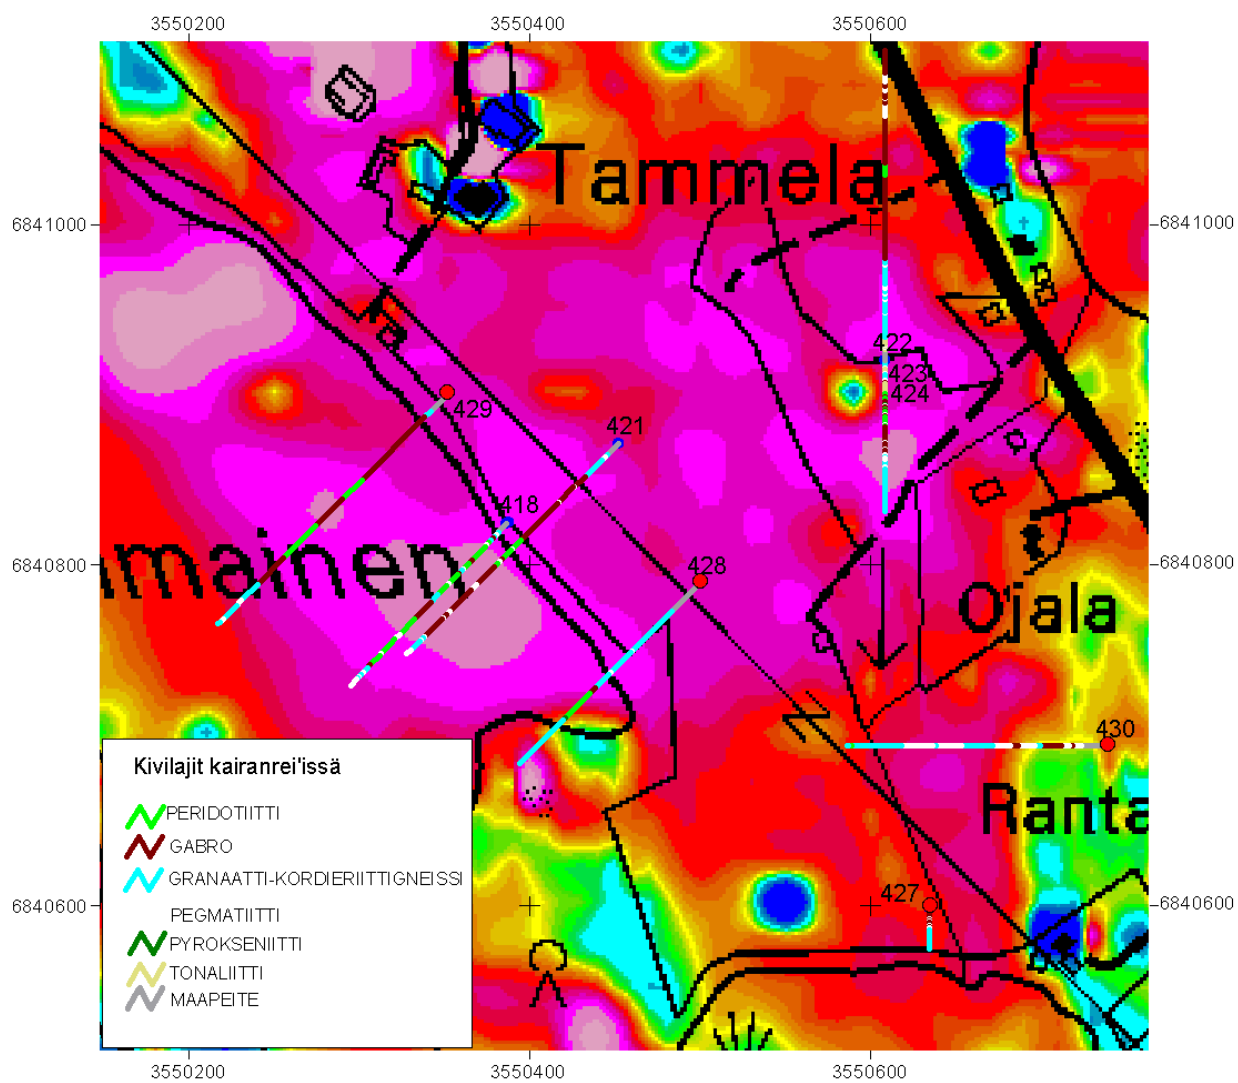 3550200 3550400 3550600
Tammela
6841000 6841000
422
423
424
429
421
418
428
mainen
6840800 6840800
Ojala
430
Ranta
427
6840600 6840600
Kivilajit kairanrei'issä
PERIDOTIITTI
GABRO
GRANAATTI-KORDIERIITTIGNEISSI
PEGMATIITTI
PYROKSENIITTI
TONALIITTI
MAAPEITE
3550200 3550400 3550600